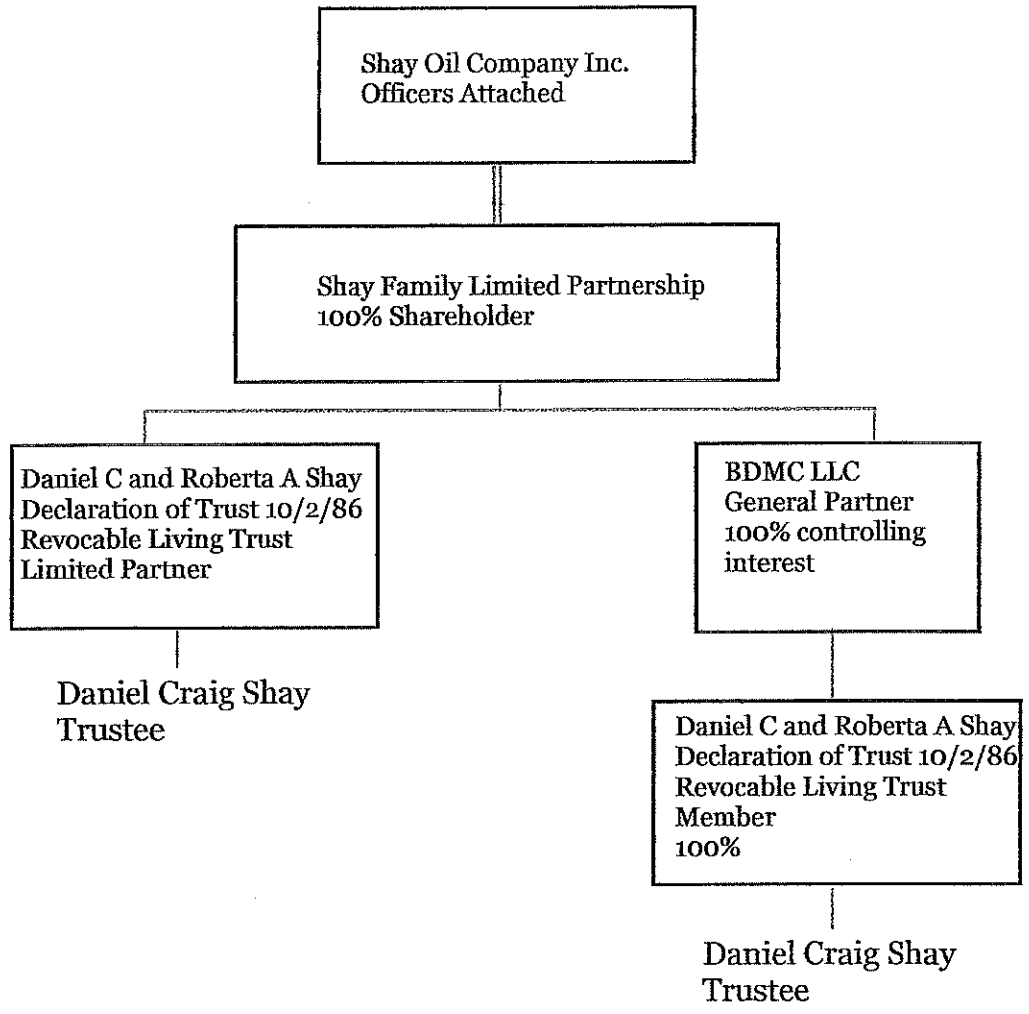 Shay Oil Company Inc.
Officers Attached
Shay Family Limited Partnership
100% Shareholder
Daniel C and Roberta A Shay
Declaration of Trust 10/2/86
Revocable Living Trust
Limited Partner
Daniel Craig Shay
Trustee
BDMC LLC
General Partner
100% controlling
interest
Daniel C and Roberta A Shay
Declaration of Trust 10/2/86
Revocable Living Trust
Member
100%
Daniel Craig Shay
Trustee